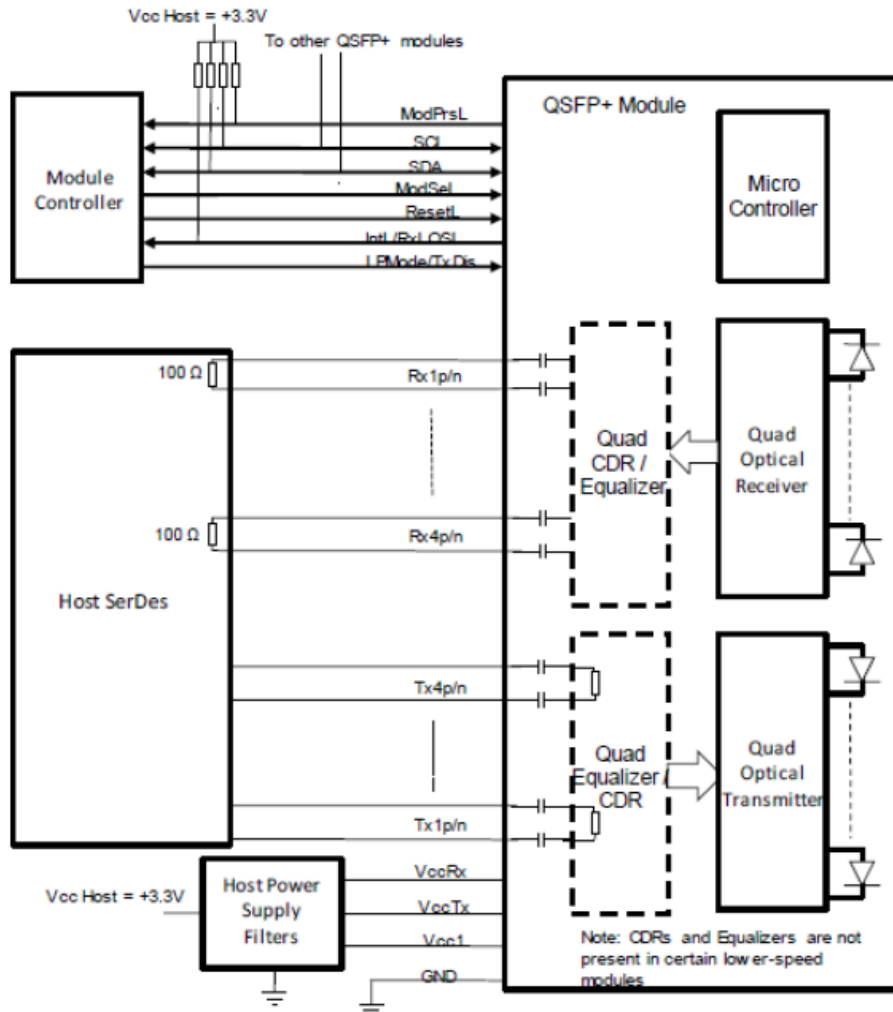 Vcc Host = +3.3V
To other QSFP+ modules
QSFP+ Module
ModPrsL
SCL
SDA
ModSeL
ResetL
IntL/RxLOSL
LPMode/TxDis
Module
Controller
Micro
Controller
100 Ω
Rx1p/n
Quad
CDR /
Equalizer
Quad
Optical
Receiver
100 Ω
Rx4p/n
Host SerDes
Tx4p/n
Quad
Equalizer /
CDR
Quad
Optical
Transmitter
Tx1p/n
Vcc Host = +3.3V
Host Power
Supply
Filters
VccRx
VccTx
Vcc1
GND
Note: CDRs and Equalizers are not
present in certain lower-speed
modules